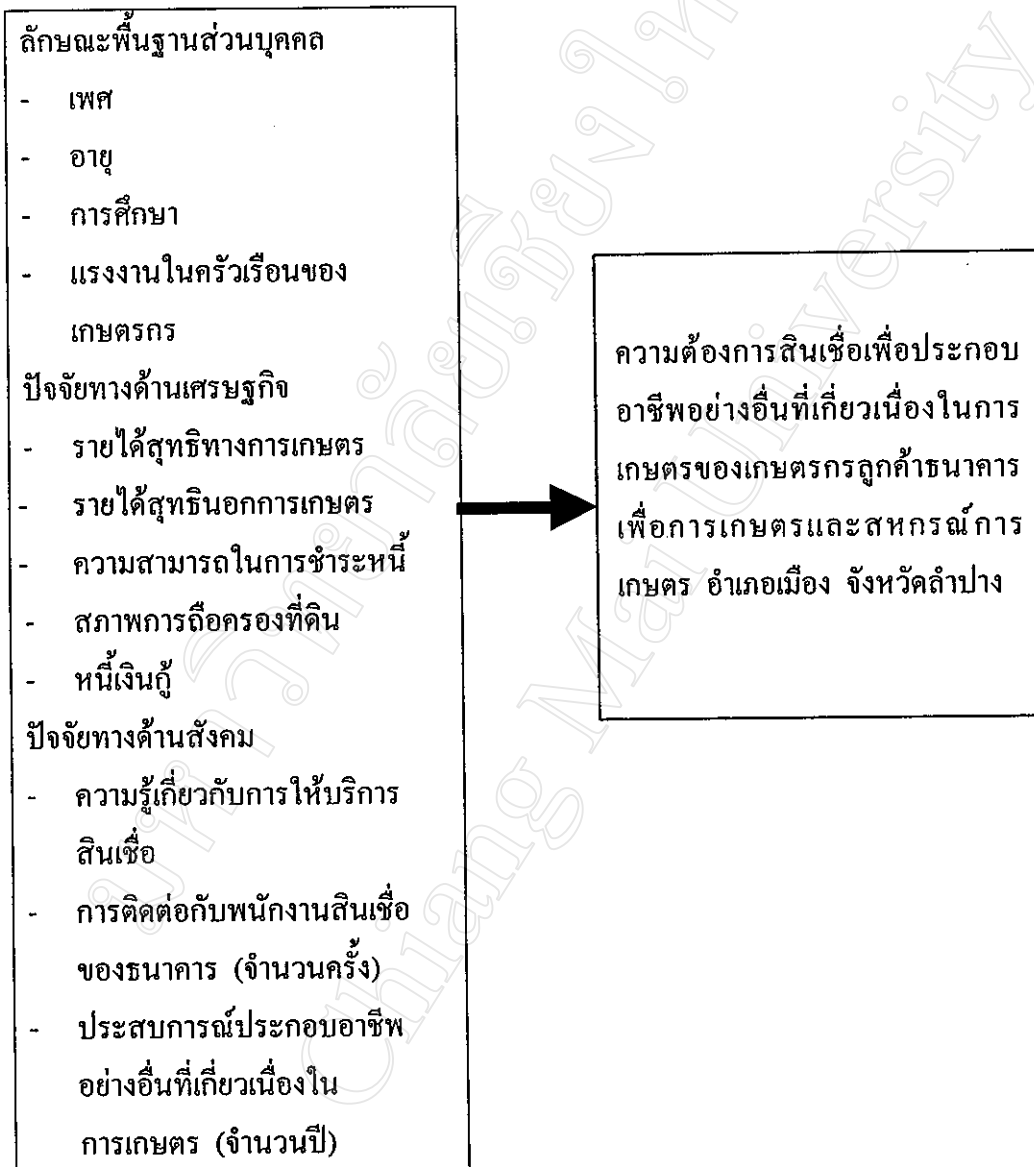 ลักษณะพื้นฐานส่วนบุคคล
- เพศ
- อายุ
- การศึกษา
- แรงงานในครัวเรือนของ
เกษตรกร
ปัจจัยทางด้านเศรษฐกิจ
- รายได้สุทธิทางการเกษตร
- รายได้สุทธินอกการเกษตร
- ความสามารถในการชำระหนี้
- สภาพการถือครองที่ดิน
- หนี้เงินกู้
ปัจจัยทางด้านสังคม
- ความรู้เกี่ยวกับการให้บริการ
สินเชื่อ
- การติดต่อกับพนักงานสินเชื่อ
ของธนาคาร (จำนวนครั้ง)
- ประสบการณ์ประกอบอาชีพ
อย่างอื่นที่เกี่ยวเนื่องใน
การเกษตร (จำนวนปี)
ความต้องการสินเชื่อเพื่อประกอบ
อาชีพอย่างอื่นที่เกี่ยวเนื่องในการ
เกษตรของเกษตรกรลูกค้าธนาคาร
เพื่อการเกษตรและสหกรณ์การ
เกษตร อำเภอเมือง จังหวัดลำปาง
Chiang Mai University